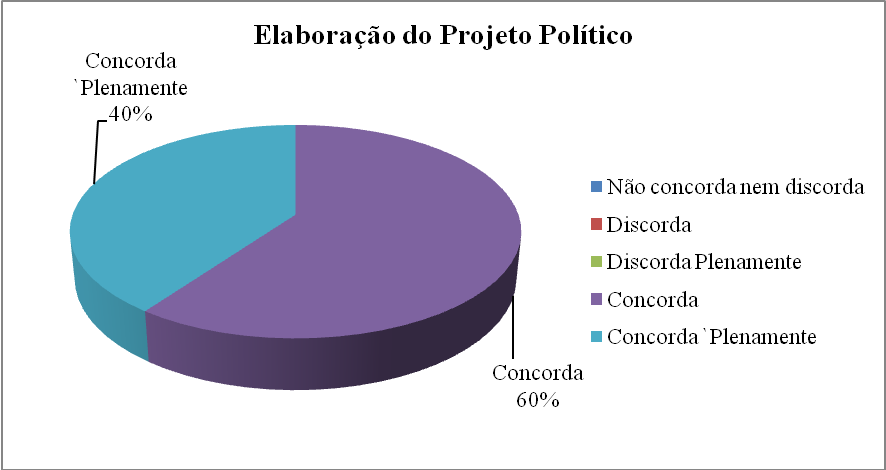 Elaboração do Projeto Político
Concorda
`Plenamente
40%
Não concorda nem discorda
Discorda
Discorda Plenamente
Concorda
Concorda `Plenamente
Concorda
60%